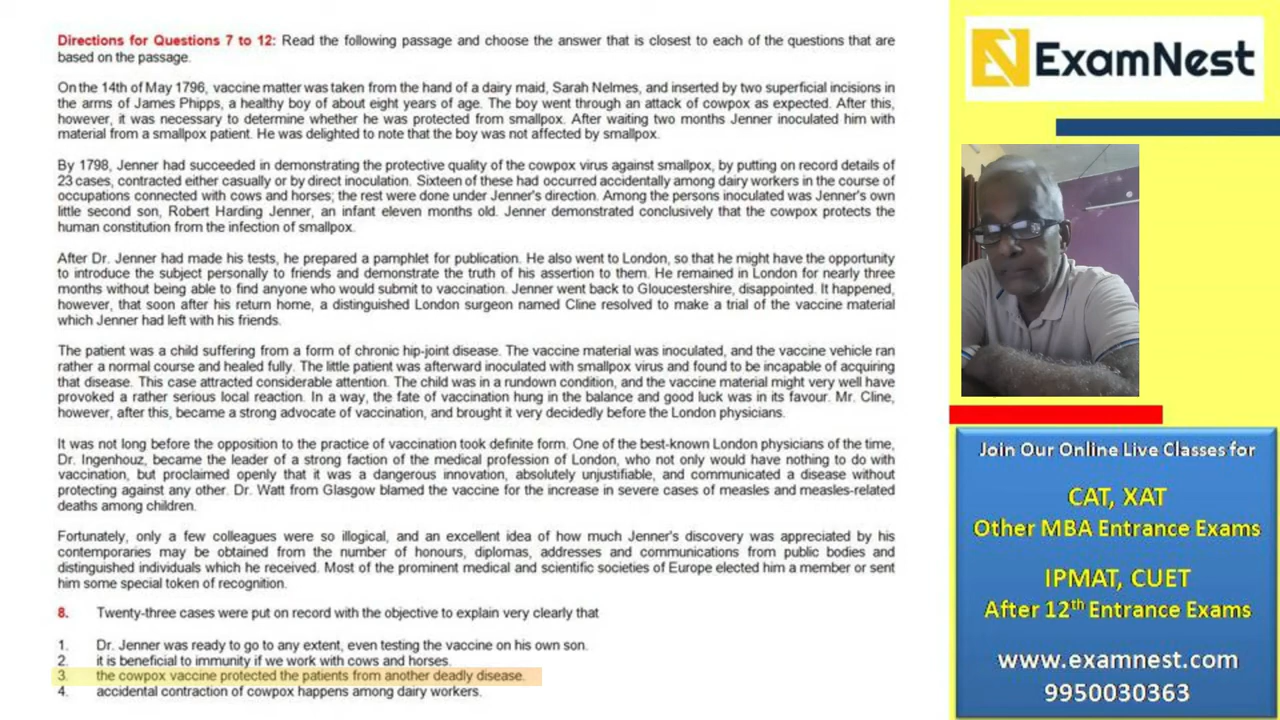 Directions for Questions 7 to 12: Read the following passage and choose the answer that is closest to each of the questions that are
based on the passage.
On the 14th of May 1796, vaccine matter was taken from the hand of a dairy maid, Sarah Nelmes, and inserted by two superficial incisions in
the arms of James Phipps, a healthy boy of about eight years of age. The boy went through an attack of cowpox as expected. After this,
however, it was necessary to determine whether he was protected from smallpox. After waiting two months Jenner inoculated him with
material from a smallpox patient. He was delighted to note that the boy was not affected by smallpox.
By 1798, Jenner had succeeded in demonstrating the protective quality of the cowpox virus against smallpox, by putting on record details of
23 cases, contracted either casually or by direct inoculation. Sixteen of these had occurred accidentally among dairy workers in the course of
occupations connected with cows and horses; the rest were done under Jenner's direction. Among the persons inoculated was Jenner's own
little second son, Robert Harding Jenner, an infant eleven months old. Jenner demonstrated conclusively that the cowpox protects the
human constitution from the infection of smallpox.
After Dr. Jenner had made his tests, he prepared a pamphlet for publication. He also went to London, so that he might have the opportunity
to introduce the subject personally to friends and demonstrate the truth of his assertion to them. He remained in London for nearly three
months without being able to find anyone who would submit to vaccination. Jenner went back to Gloucestershire, disappointed. It happened,
however, that soon after his return home, a distinguished London surgeon named Cline resolved to make a trial of the vaccine material
which Jenner had left with his friends.
The patient was a child suffering from a form of chronic hip-joint disease. The vaccine material was inoculated, and the vaccine vehicle ran
rather a normal course and healed fully. The little patient was afterward inoculated with smallpox virus and found to be incapable of acquiring
that disease. This case attracted considerable attention. The child was in a rundown condition, and the vaccine material might very well have
provoked a rather serious local reaction. In a way, the fate of vaccination hung in the balance and good luck was in its favour. Mr. Cline,
however, after this, became a strong advocate of vaccination, and brought it very decidedly before the London physicians.
It was not long before the opposition to the practice of vaccination took definite form. One of the best-known London physicians of the time,
Dr. Ingenhouz, became the leader of a strong faction of the medical profession of London, who not only would have nothing to do with
vaccination, but proclaimed openly that it was a dangerous innovation, absolutely unjustifiable, and communicated a disease without
protecting against any other. Dr. Watt from Glasgow blamed the vaccine for the increase in severe cases of measles and measles-related
deaths among children.
Fortunately, only a few colleagues were so illogical, and an excellent idea of how much Jenner's discovery was appreciated by his
contemporaries may be obtained from the number of honours, diplomas, addresses and communications from public bodies and
distinguished individuals which he received. Most of the prominent medical and scientific societies of Europe elected him a member or sent
him some special token of recognition.
8. Twenty-three cases were put on record with the objective to explain very clearly that
1. Dr. Jenner was ready to go to any extent, even testing the vaccine on his own son.
2. it is beneficial to immunity if we work with cows and horses.
3. the cowpox vaccine protected the patients from another deadly disease.
4. accidental contraction of cowpox happens among dairy workers.
ExamNest
Join Our Online Live Classes for
CAT, XAT
Other MBA Entrance Exams
IPMAT, CUET
After 12th Entrance Exams
www.examnest.com
9950030363